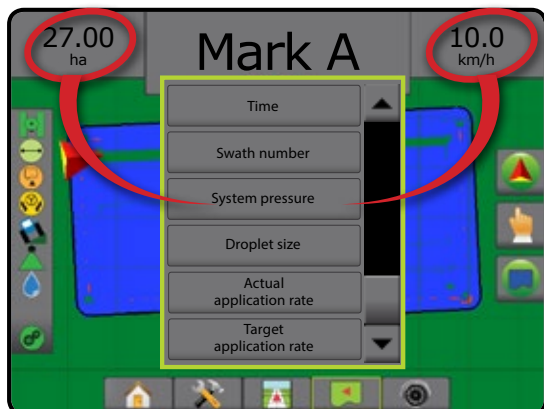 27.00
ha
Mark A
10.0
km/h
Time
Swath number
System pressure
Droplet size
Actual
application rate
Target
application rate